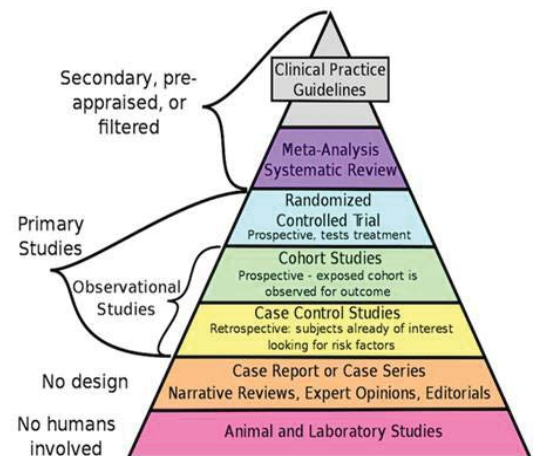 Clinical Practice
Guidelines
Secondary, pre-
appraised, or
filtered
Meta-Analysis
Systematic Review
Randomized
Controlled Trial
Prospective, tests treatment
Primary
Studies
Cohort Studies
Prospective - exposed cohort is
observed for outcome
Observational
Studies
Case Control Studies
Retrospective: subjects already of interest
looking for risk factors
No design
Case Report or Case Series
Narrative Reviews, Expert Opinions, Editorials
No humans
involved
Animal and Laboratory Studies